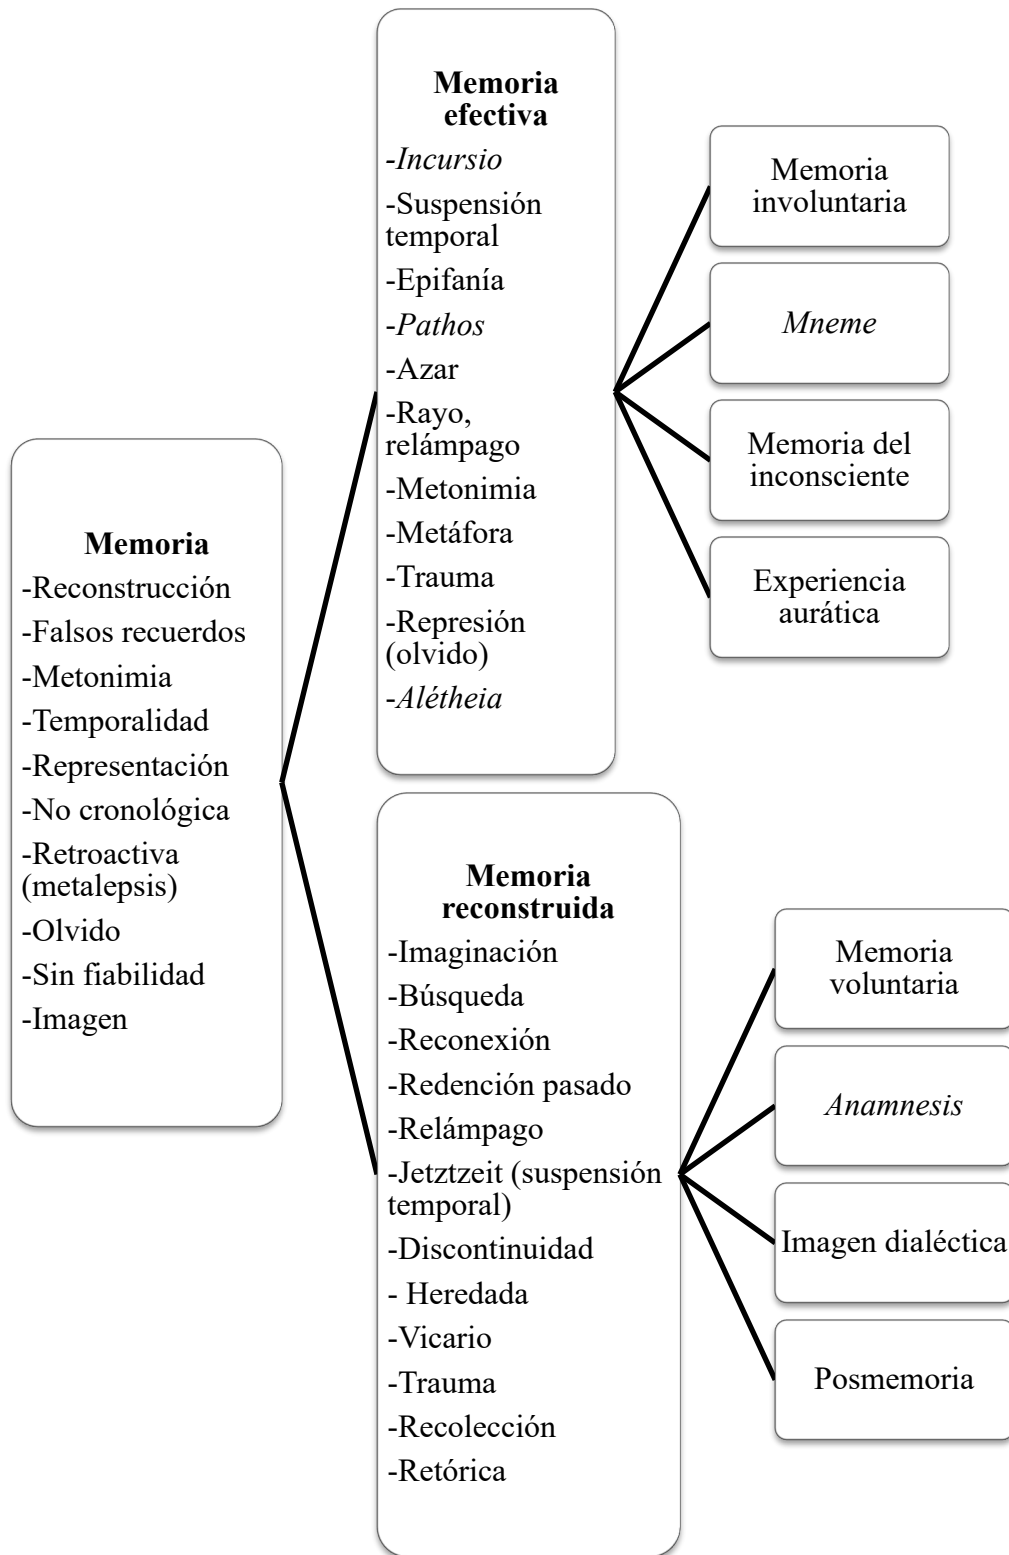 Memoria
-Reconstrucción
-Falsos recuerdos
-Metonimia
-Temporalidad
-Representación
-No cronológica
-Retroactiva
(metalepsis)
-Olvido
-Sin fiabilidad
-Imagen
Memoria
efectiva
-Incursio
-Suspensión
temporal
-Epifanía
-Pathos
-Azar
-Rayo,
relámpago
-Metonimia
-Metáfora
-Trauma
-Represión
(olvido)
-Alétheia
Memoria
involuntaria
Mneme
Memoria del
inconsciente
Experiencia
aurática
Memoria
reconstruida
-Imaginación
-Búsqueda
-Reconexión
-Redención pasado
-Relámpago
-Jetztzeit (suspensión
temporal)
-Discontinuidad
- Heredada
-Vicario
-Trauma
-Recolección
-Retórica
Memoria
voluntaria
Anamnesis
Imagen dialéctica
Posmemoria